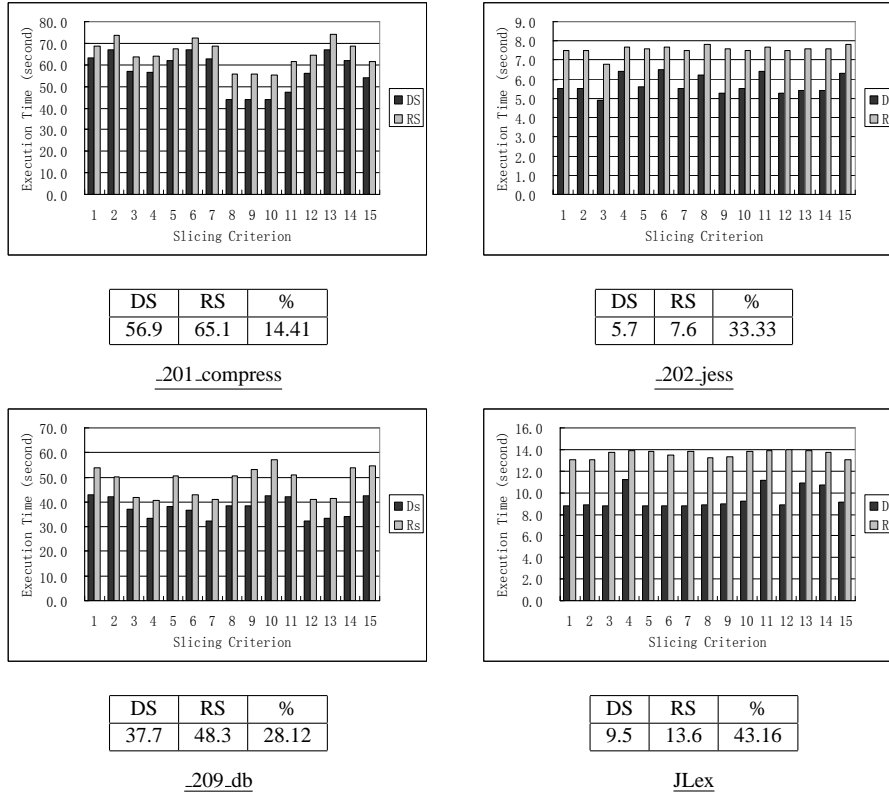 Execution Time (second)
80.0
70.0
60.0
50.0
40.0
30.0
20.0
10.0
0.0
1 2 3 4 5 6 7 8 9 10 11 12 13 14 15
Slicing Criterion
DS
RS
DS RS %
56.9 65.1 14.41
_201_compress
Execution Time (second)
9.0
8.0
7.0
6.0
5.0
4.0
3.0
2.0
1.0
0.0
1 2 3 4 5 6 7 8 9 10 11 12 13 14 15
Slicing Criterion
D
R
DS RS %
5.7 7.6 33.33
_202_jess
Execution Time (second)
70.0
60.0
50.0
40.0
30.0
20.0
10.0
0.0
1 2 3 4 5 6 7 8 9 10 11 12 13 14 15
Slicing Criterion
Ds
Rs
DS RS %
37.7 48.3 28.12
_209_db
Execution Time (second)
16.0
14.0
12.0
10.0
8.0
6.0
4.0
2.0
0.0
1 2 3 4 5 6 7 8 9 10 11 12 13 14 15
Slicing Criterion
D
R
DS RS %
9.5 13.6 43.16
JLex